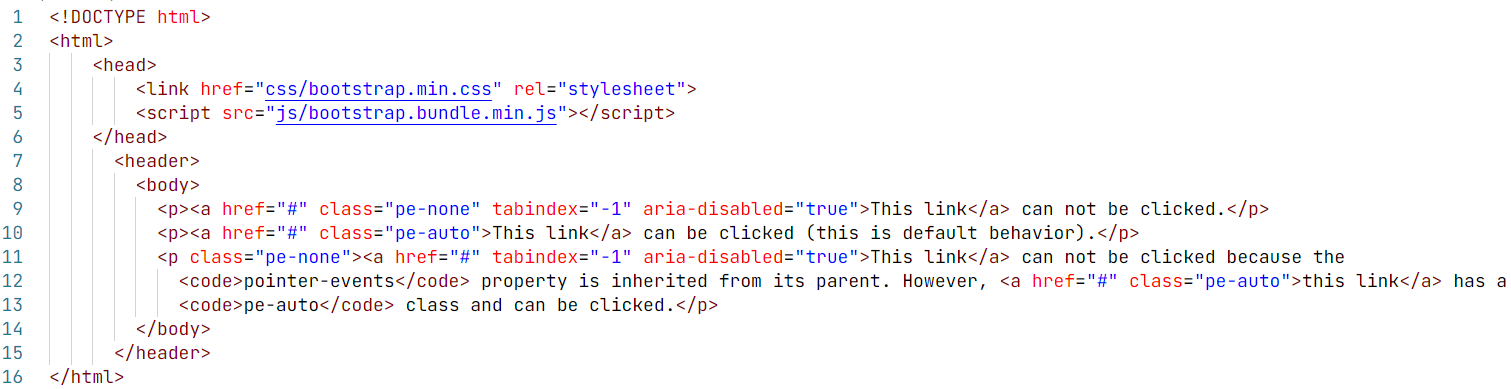 1 <!DOCTYPE html>
2 <html>
3 <head>
4 <link href="css/bootstrap.min.css" rel="stylesheet">
5 <script src="js/bootstrap.bundle.min.js"></script>
6 </head>
7 <header>
8 <body>
9 <p><a href="#" class="pe-none" tabindex="-1" aria-disabled="true">This link</a> can not be clicked.</p>
10 <p><a href="#" class="pe-auto">This link</a> can be clicked (this is default behavior).</p>
11 <p class="pe-none"><a href="#" tabindex="-1" aria-disabled="true">This link</a> can not be clicked because the
12 <code>pointer-events</code> property is inherited from its parent. However, <a href="#" class="pe-auto">this link</a> has a
13 <code>pe-auto</code> class and can be clicked.</p>
14 </body>
15 </header>
16 </html>